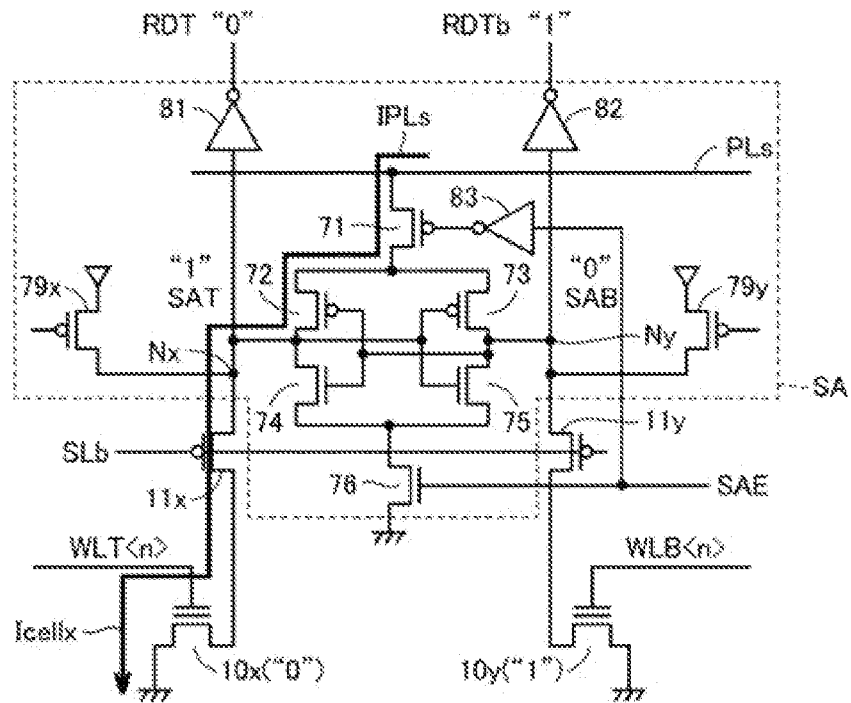 RDT "0"
RDTb "1"
81
82
IPLs
PLs
71
83
"1"
SAT
"0"
SAB
79x
72
73
79y
Nx
Ny
74
75
SA
SLb
11y
11x
76
SAE
WLT<n>
WLB<n>
Icellx
10x("0")
10y("1")